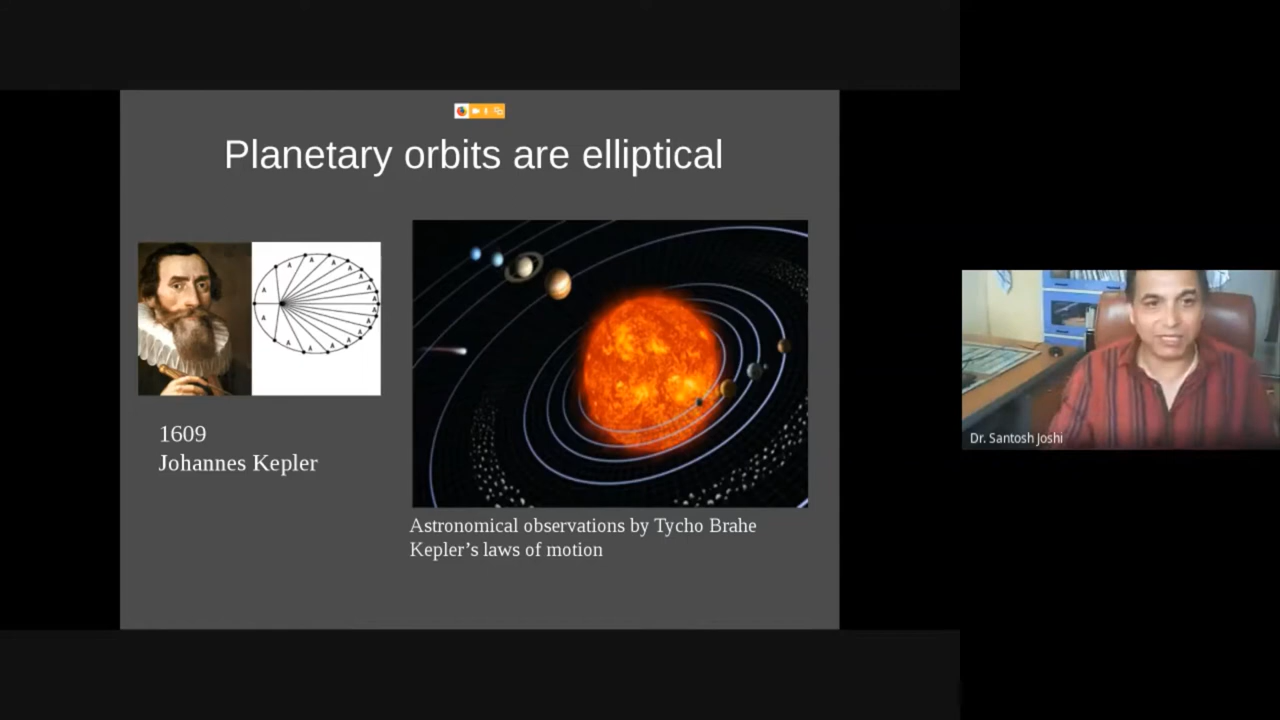 Planetary orbits are elliptical
1609
Johannes Kepler
Astronomical observations by Tycho Brahe
Kepler’s laws of motion
Dr. Santosh Joshi